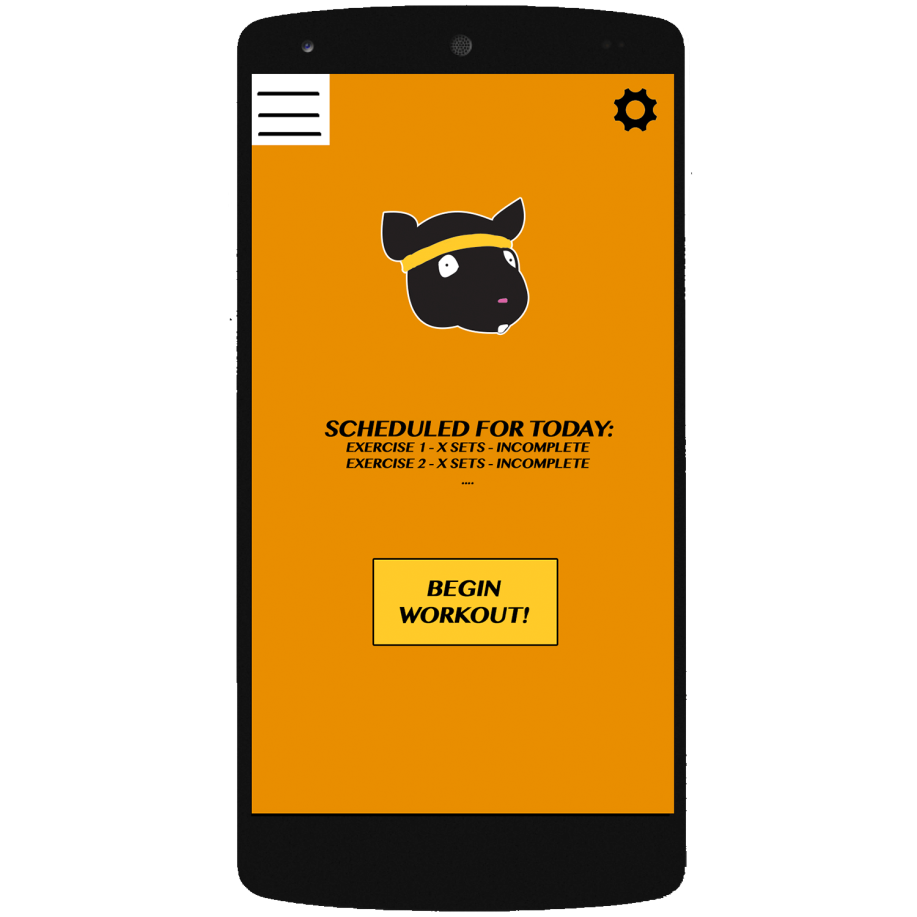 SCHEDULED FOR TODAY:
EXERCISE 1 - X SETS - INCOMPLETE
EXERCISE 2 - X SETS - INCOMPLETE
....
BEGIN
WORKOUT!